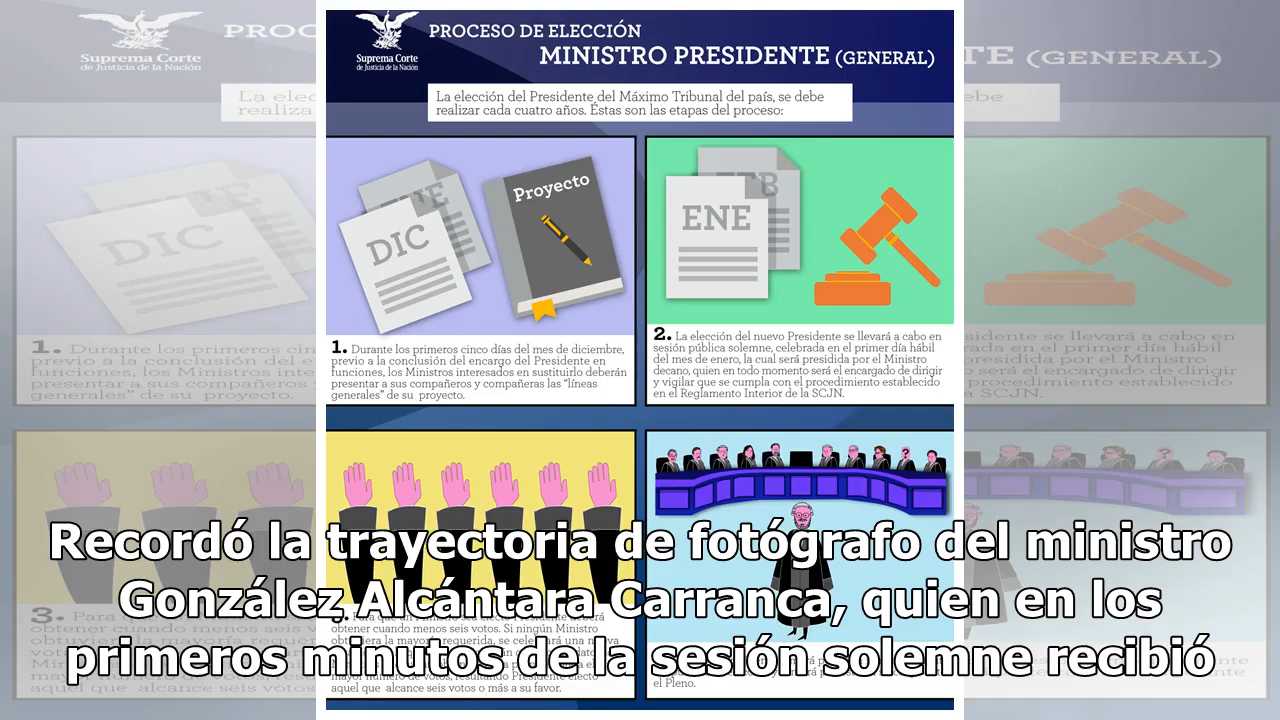 Suprema Corte
de Justicia de la Nación
PROCESO DE ELECCIÓN
MINISTRO PRESIDENTE (GENERAL)
La elección del Presidente del Máximo Tribunal del país, se debe
realizar cada cuatro años. Éstas son las etapas del proceso:
DIC
Proyecto
ENE
1. Durante los primeros cinco días del mes de diciembre,
previo a la conclusión del encargo del Presidente en
funciones, los Ministros interesados en sustituirlo deberán
presentar a sus compañeros y compañeras las "líneas
generales" de su proyecto.
2. La elección del nuevo Presidente se llevará a cabo en
sesión pública solemne, celebrada en el primer día hábil
del mes de enero, la cual será presidida por el Ministro
decano, quien en todo momento será el encargado de dirigir
y vigilar que se cumpla con el procedimiento establecido
en el Reglamento Interior de la SCJN.
obtener cuando menos seis votos. Si ningún Ministro
aquel que alcance seis votos o más a su favor.
el Pleno.
Recordó la trayectoria de fotógrafo del ministro
González Alcántara Carranca, quien en los
primeros minutos de la sesión solemne recibió